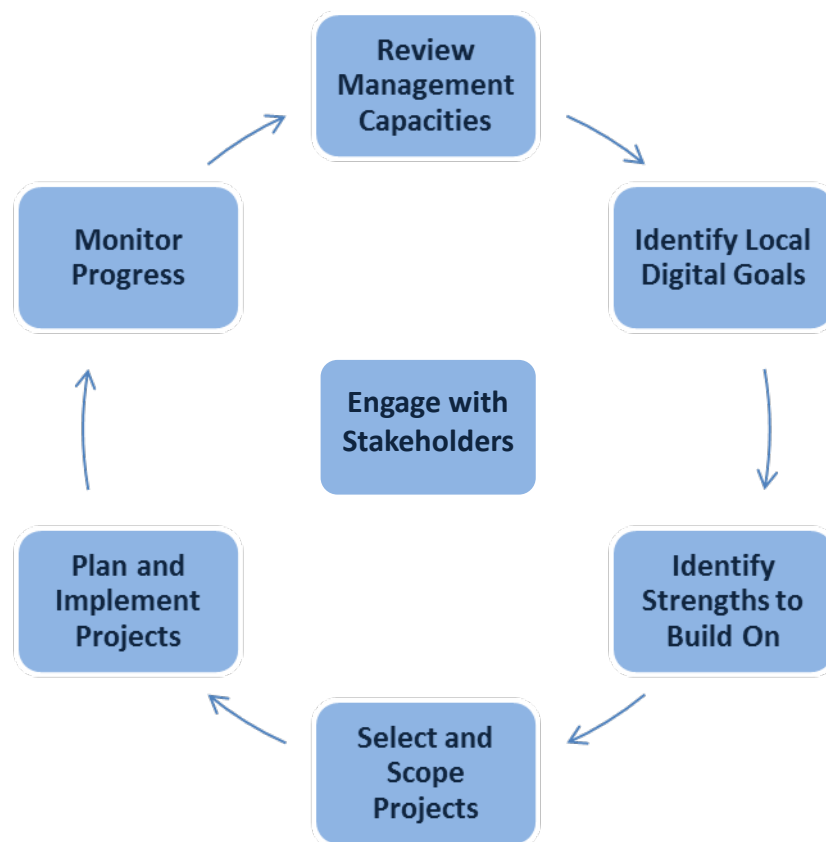 Review
Management
Capacities
Identify Local
Digital Goals
Identify
Strengths to
Build On
Select and
Scope
Projects
Plan and
Implement
Projects
Monitor
Progress
Engage with
Stakeholders